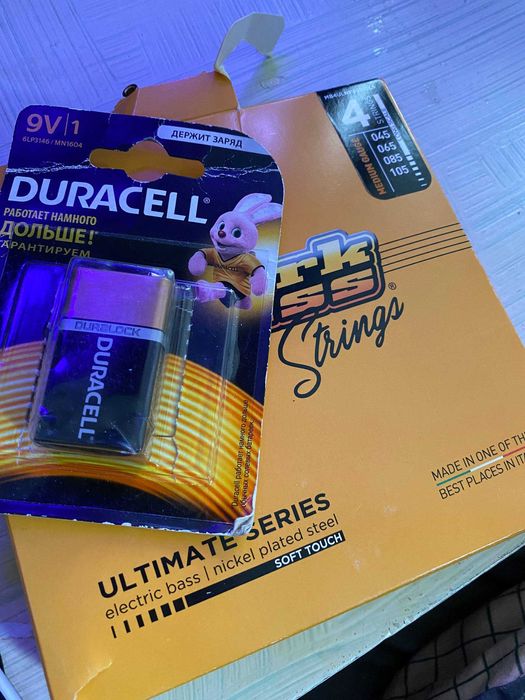 9V 1
6LP3146 / MN1604
ДЕРЖИТ ЗАРЯД
DURACELL®
РАБОТАЕТ НАМНОГО
ДОЛЬШЕ!
ГАРАНТИРУЕМ
DURACELL
DURALOCK
DURACELL
4
STRINGS
MEDIUM GAUGE
045
065
085
105
Strings
®
MADE IN ONE OF THE
BEST PLACES IN
ULTIMATE SERIES
electric bass | nickel plated steel
SOFT TOUCH